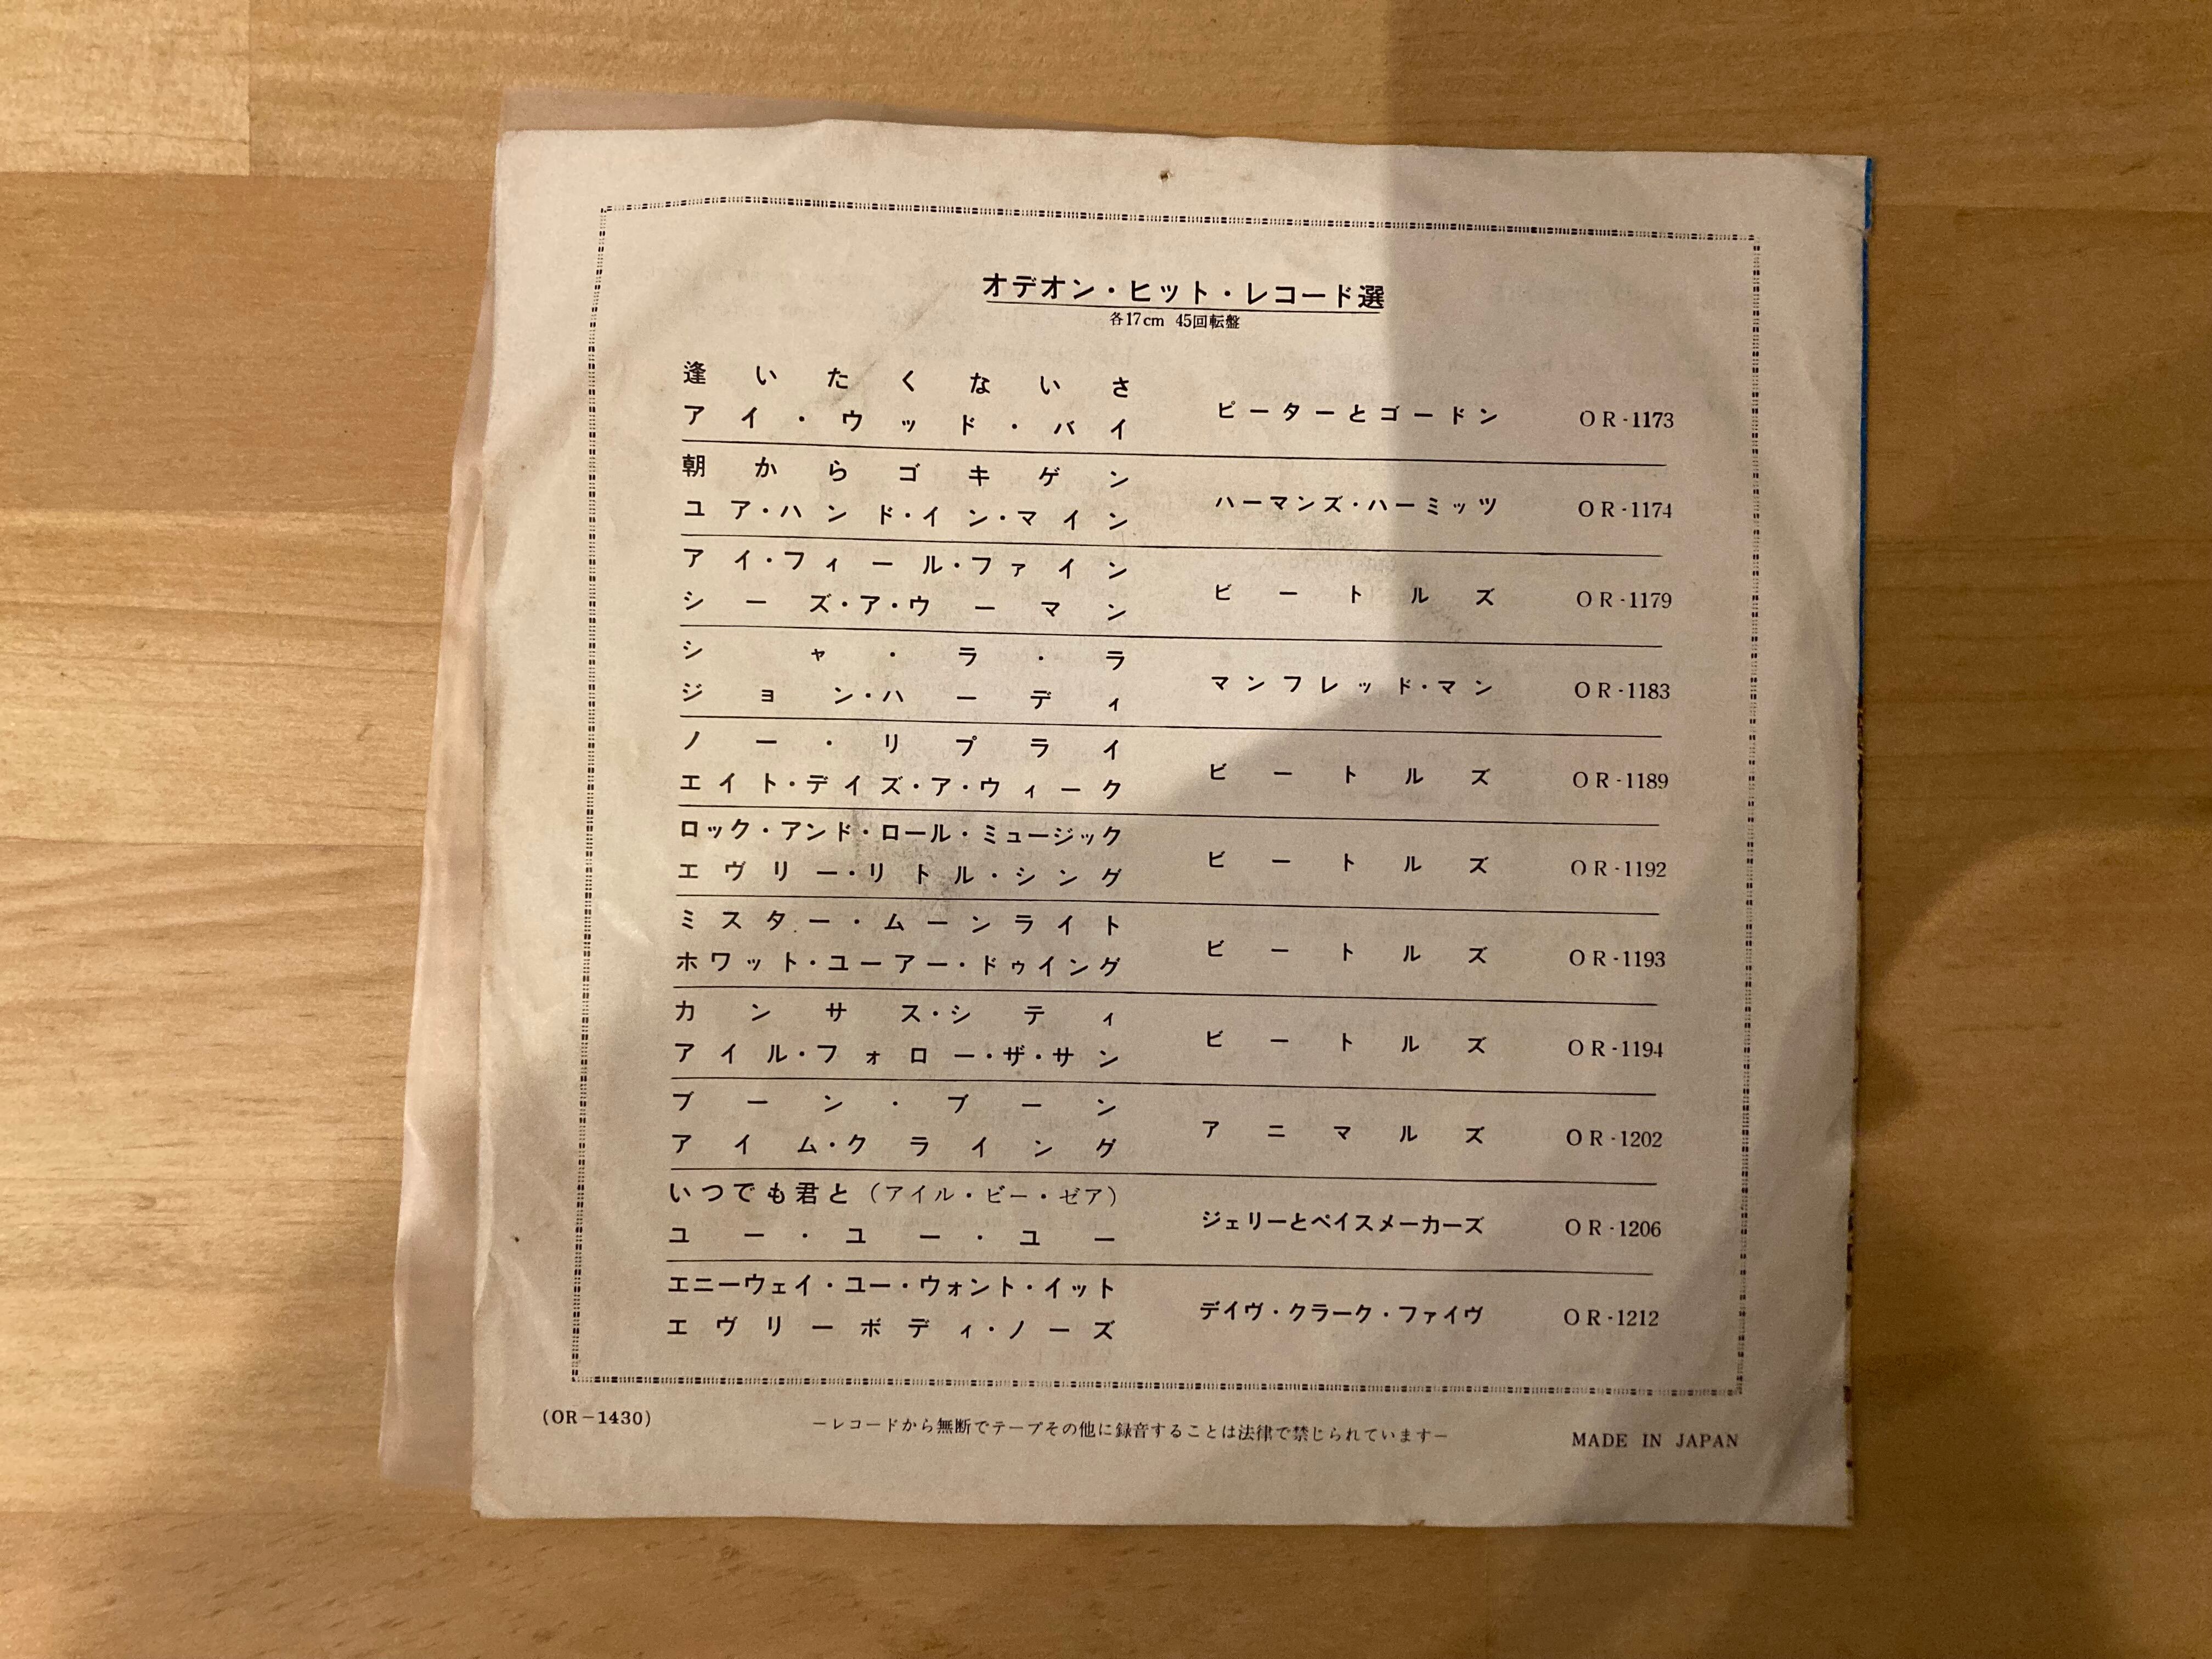 オデオン・ヒット・レコード選
各17cm 45回転盤
逢いたくないさ
アイ・ウッド・バイ
ピーターとゴードン OR-1173
朝からゴキゲン
ユア・ハンド・イン・マイン
ハーマンズ・ハーミッツ OR-1174
アイ・フィール・ファイン
シーズ・ア・ウーマン
ビートルズ OR-1179
シャ・ラ・ラ
ジョン・ハーディ
マンフレッド・マン OR-1183
ノー・リプライ
エイト・デイズ・ア・ウィーク
ビートルズ OR-1189
ロック・アンド・ロール・ミュージック
エヴリー・リトル・シング
ビートルズ OR-1192
ミスター・ムーンライト
ホワット・ユーアー・ドゥイング
ビートルズ OR-1193
カンサス・シティ
アイル・フォロー・ザ・サン
ビートルズ OR-1194
ブーン・ブーン
アイム・クライング
アニマルズ OR-1202
いつでも君と(アイル・ビー・ゼア)
ユー・ユー・ユー
ジェリーとペイスメーカーズ OR-1206
エニーウェイ・ユー・ウォント・イット
エヴリーボディ・ノーズ
デイヴ・クラーク・ファイヴ OR-1212
(OR-1430)
―レコードから無断でテープその他に録音することは法律で禁じられています―
MADE IN JAPAN